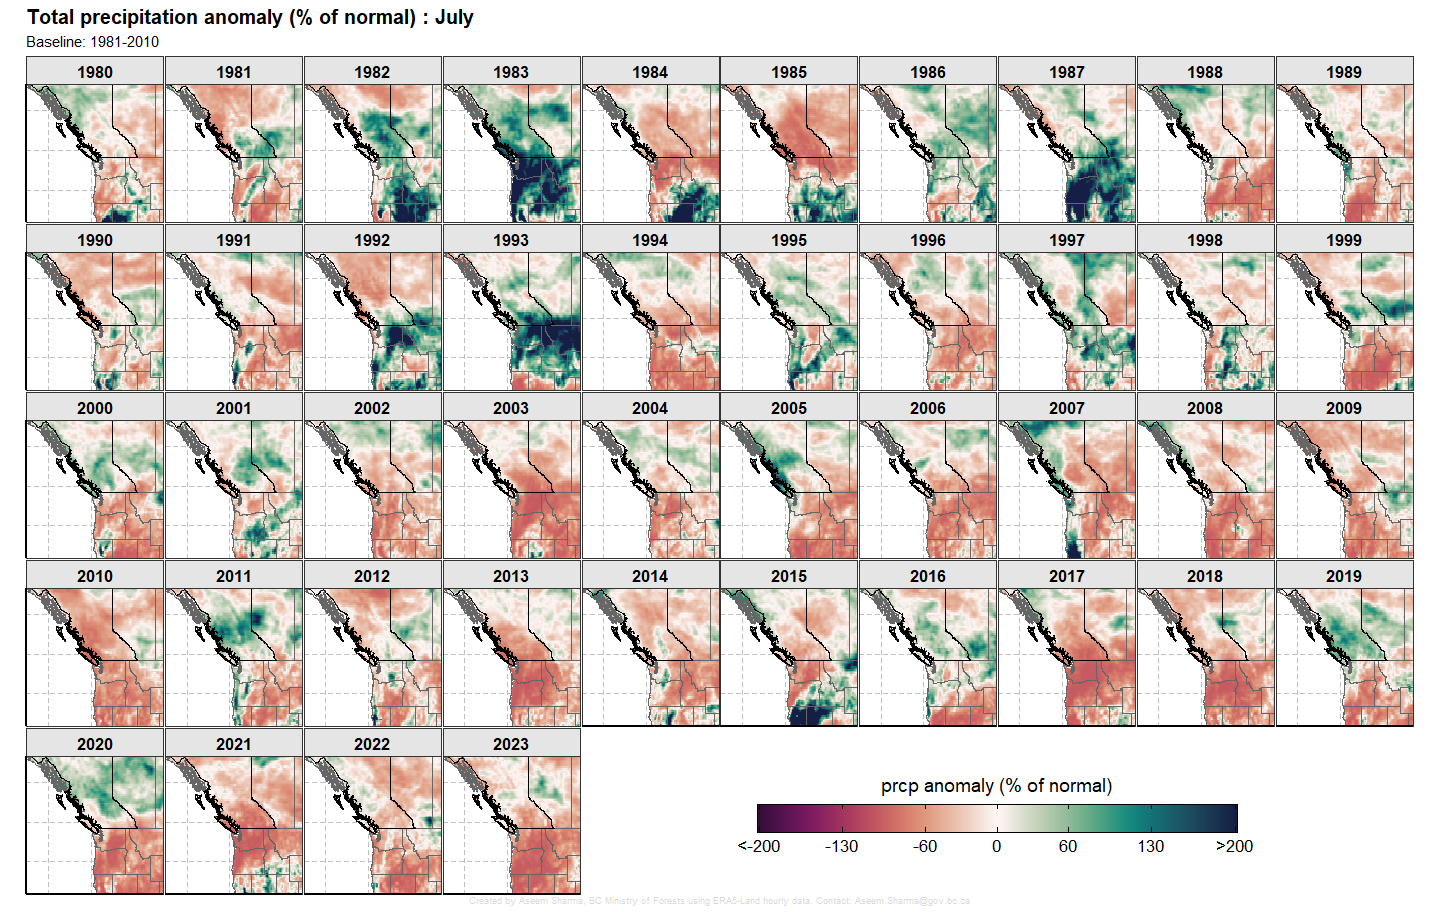 Total precipitation anomaly (% of normal) : July
Baseline: 1981-2010
1980 1981 1982 1983 1984 1985 1986 1987 1988 1989
1990 1991 1992 1993 1994 1995 1996 1997 1998 1999
2000 2001 2002 2003 2004 2005 2006 2007 2008 2009
2010 2011 2012 2013 2014 2015 2016 2017 2018 2019
2020 2021 2022 2023
prcp anomaly (% of normal)
<-200 -130 -60 0 60 130 >200
Created by Aseem Sharma, BC Ministry of Forests using ERA5-Land hourly data. Contact: Aseem.Sharma@gov.bc.ca